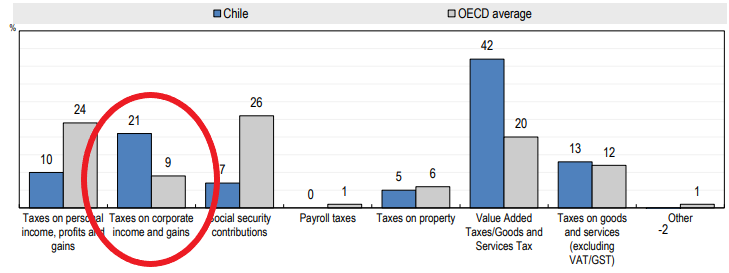 Chile
OECD average
%
42
24
26
21
20
10
9
7
13
12
5
6
0
1
1
-2
Taxes on personal
income, profits and
gains
Taxes on corporate
income and gains
Social security
contributions
Payroll taxes
Taxes on property
Value Added
Taxes/Goods and
Services Tax
Taxes on goods
and services
(excluding
VAT/GST)
Other